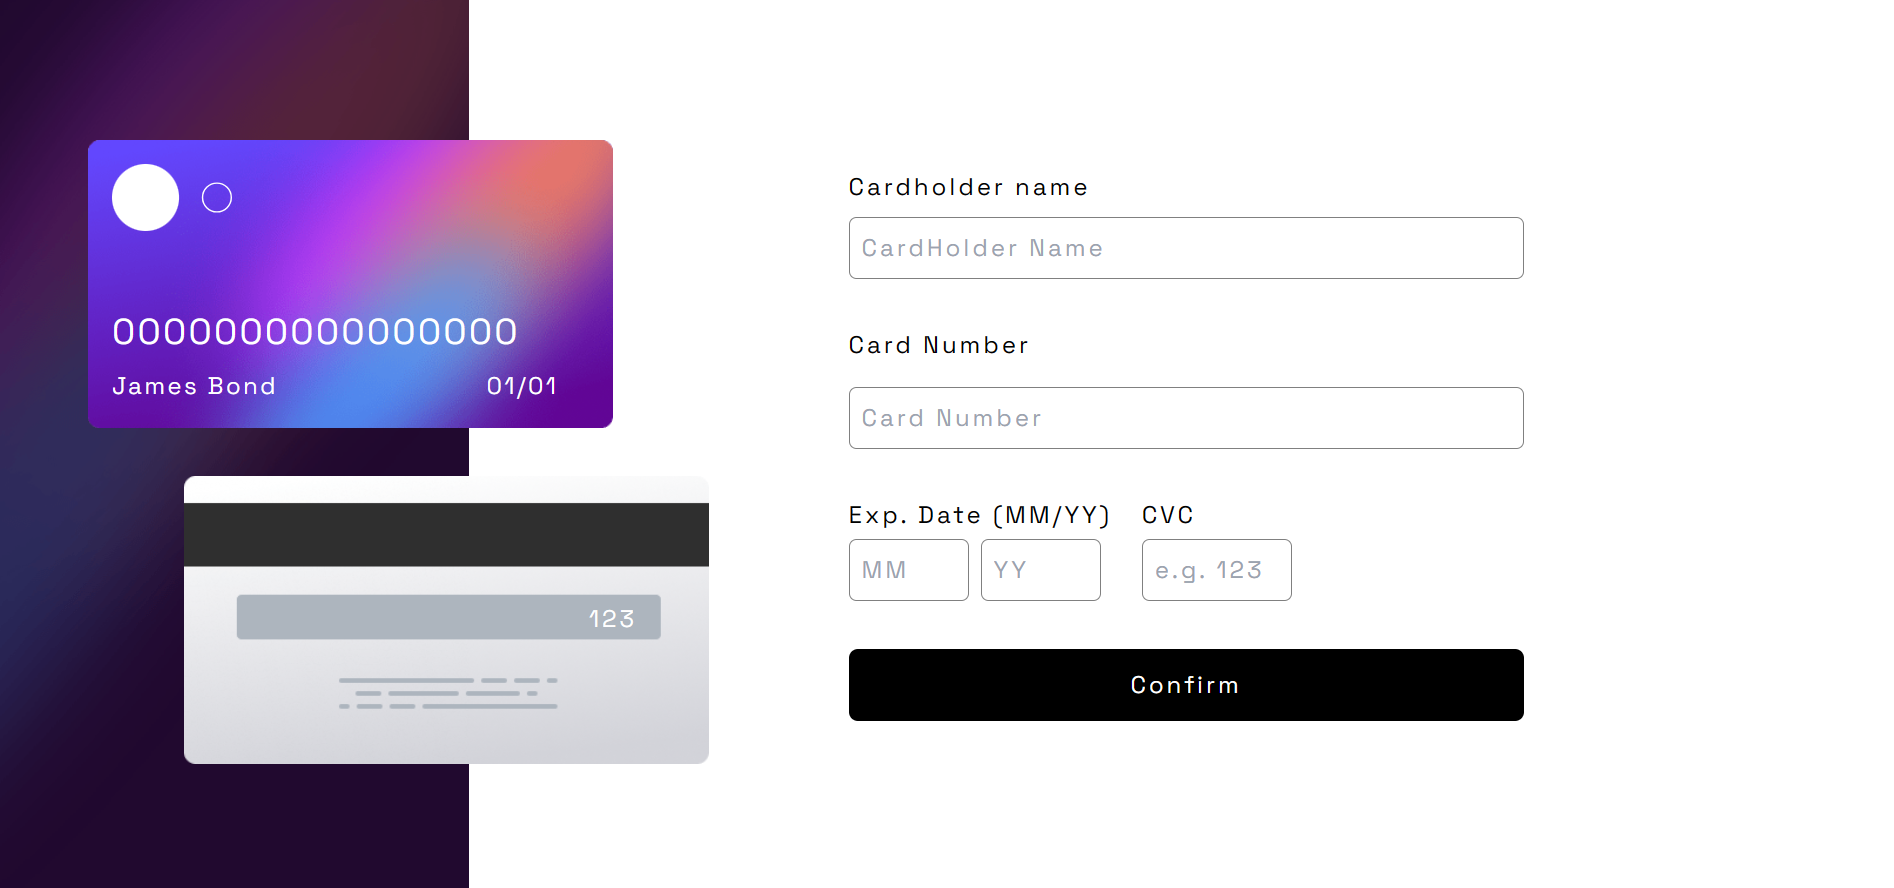 0000000000000000
James Bond 01/01
123
Cardholder name
CardHolder Name
Card Number
Card Number
Exp. Date (MM/YY) CVC
MM YY e.g. 123
Confirm